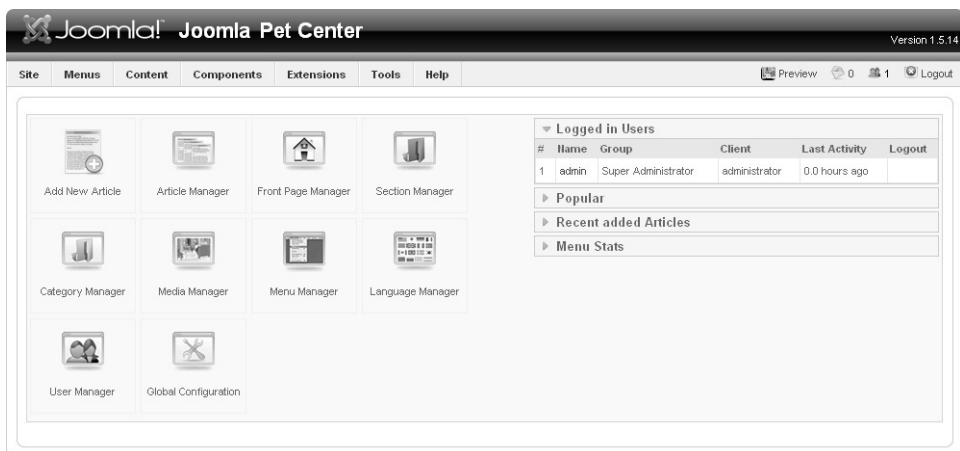 Joomla! Joomla Pet Center
Version 1.5.14
Site Menus Content Components Extensions Tools Help Preview 0 1 Logout
Add New Article Article Manager Front Page Manager Section Manager
Category Manager Media Manager Menu Manager Language Manager
User Manager Global Configuration
Logged in Users
# Name Group Client Last Activity Logout
1 admin Super Administrator administrator 0.0 hours ago
Popular
Recent added Articles
Menu Stats